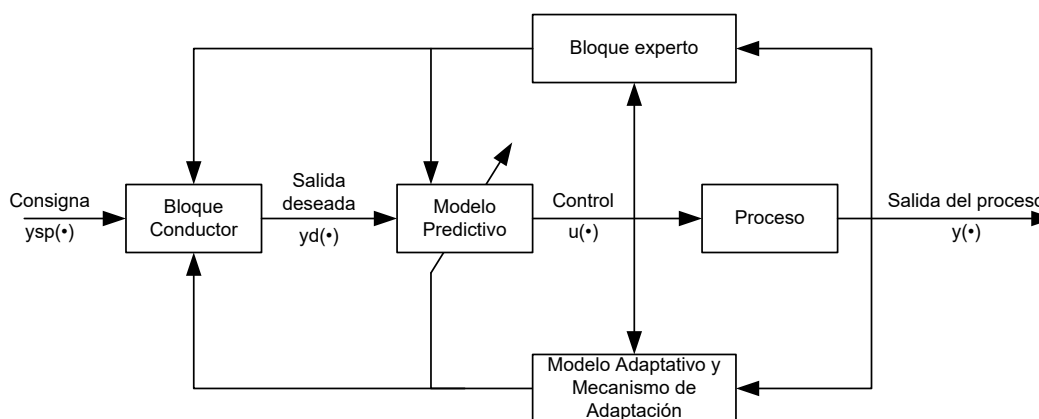 Bloque experto
Consigna
ysp(•)
Bloque
Conductor
Salida
deseada
yd(•)
Modelo
Predictivo
Control
u(•)
Proceso
Salida del proceso
y(•)
Modelo Adaptativo y
Mecanismo de
Adaptación